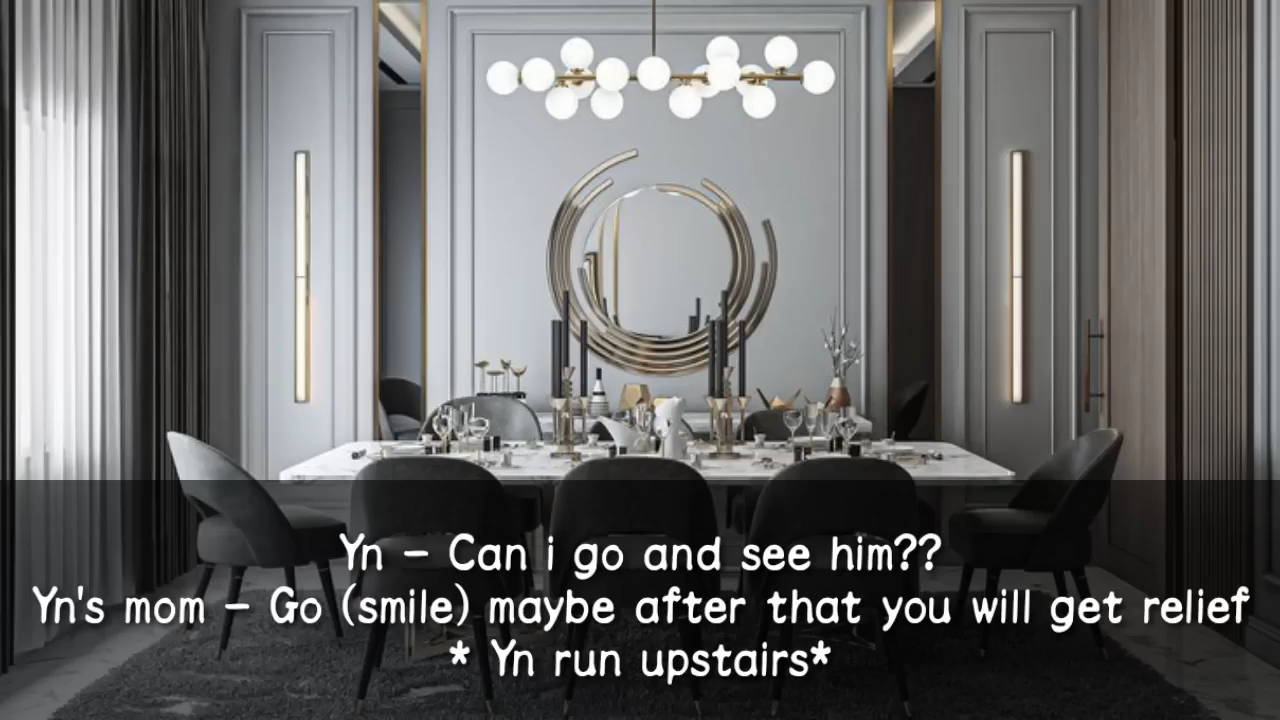 Yn - Can i go and see him??
Yn's mom - Go (smile) maybe after that you will get relief
* Yn run upstairs*